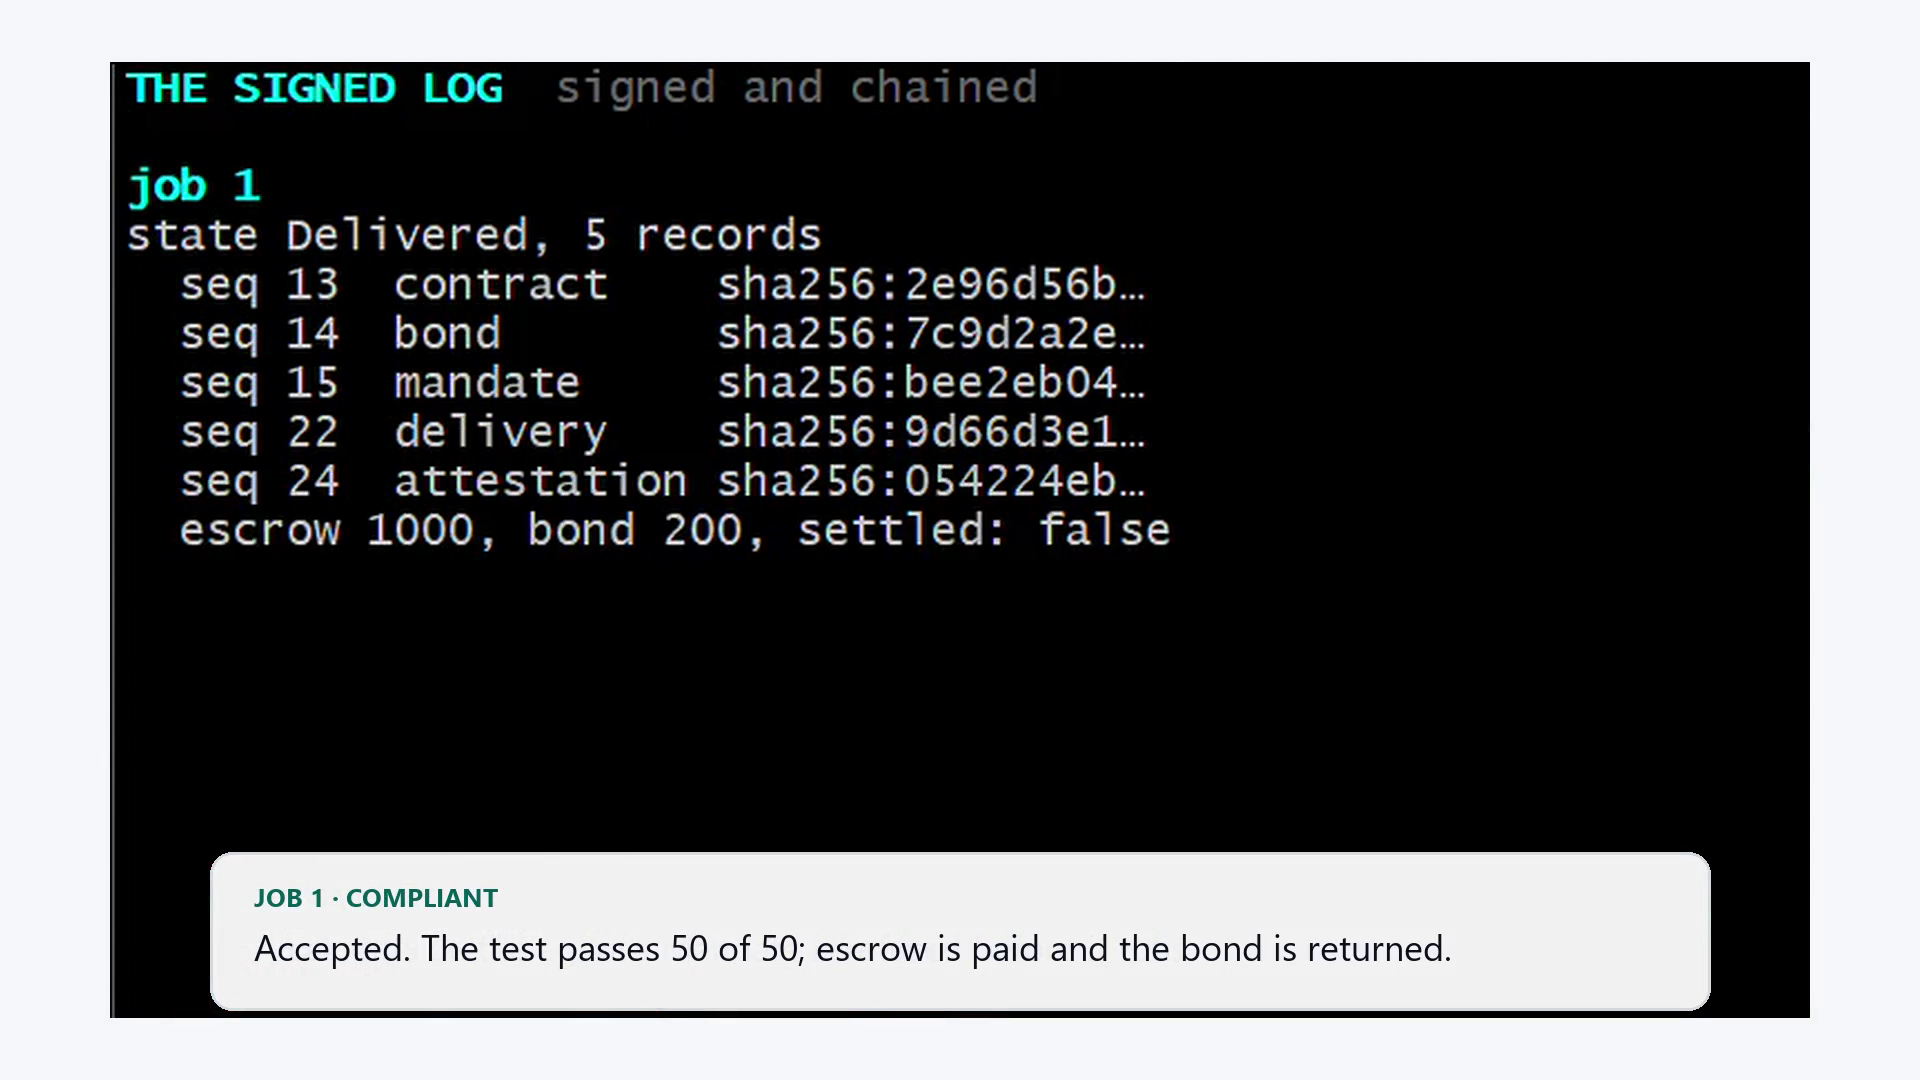 THE SIGNED LOG signed and chained
job 1
state Delivered, 5 records
seq 13 contract sha256:2e96d56b…
seq 14 bond sha256:7c9d2a2e…
seq 15 mandate sha256:bee2eb04…
seq 22 delivery sha256:9d66d3e1…
seq 24 attestation sha256:054224eb…
escrow 1000, bond 200, settled: false
JOB 1 · COMPLIANT
Accepted. The test passes 50 of 50; escrow is paid and the bond is returned.